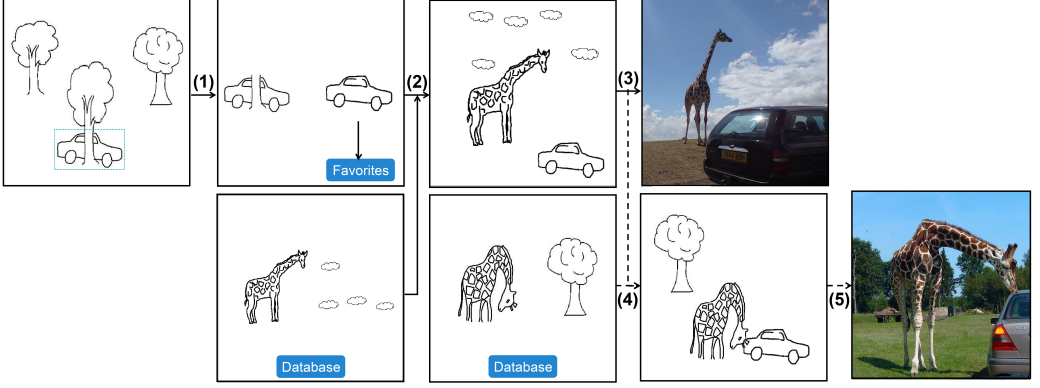 (1)
(2)
(3)
Favorites
(4)
(5)
Database
Database